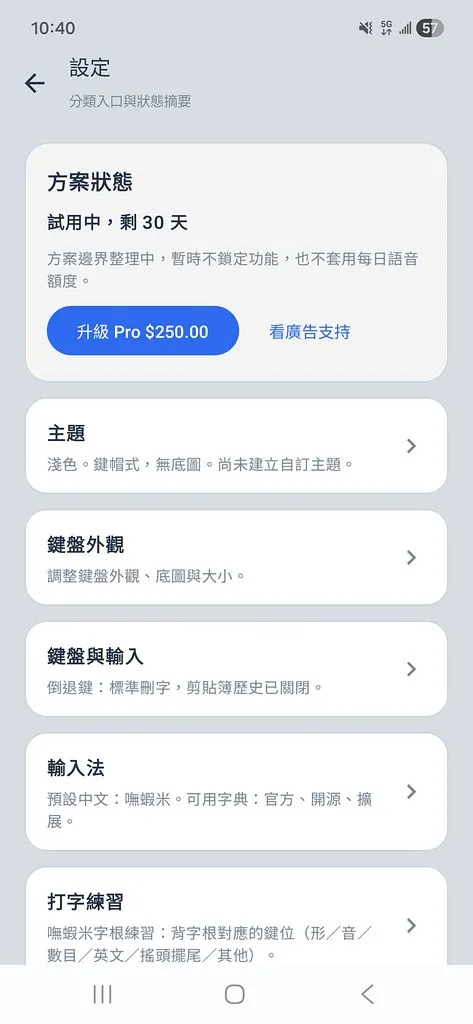 10:40
5G
57
設定
分類入口與狀態摘要
方案狀態
試用中，剩 30 天
方案邊界整理中，暫時不鎖定功能，也不套用每日語音
額度。
升級 Pro $250.00
看廣告支持
主題
淺色。鍵帽式，無底圖。尚未建立自訂主題。
鍵盤外觀
調整鍵盤外觀、底圖與大小。
鍵盤與輸入
倒退鍵：標準刪字，剪貼簿歷史已關閉。
輸入法
預設中文：嘸蝦米。可用字典：官方、開源、擴
展。
打字練習
嘸蝦米字根練習：背字根對應的鍵位（形／音／
數目／英文／搖頭擺尾／其他）。